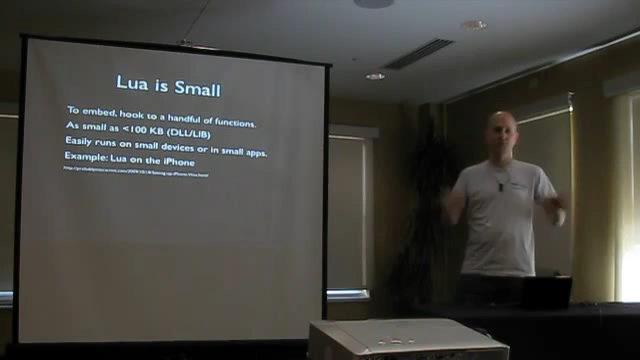 Lua is Small
To embed, hook to a handful of functions.
As small as <100 KB (DLL/LIB)
Easily runs on small devices or in small apps.
Example: Lua on the iPhone